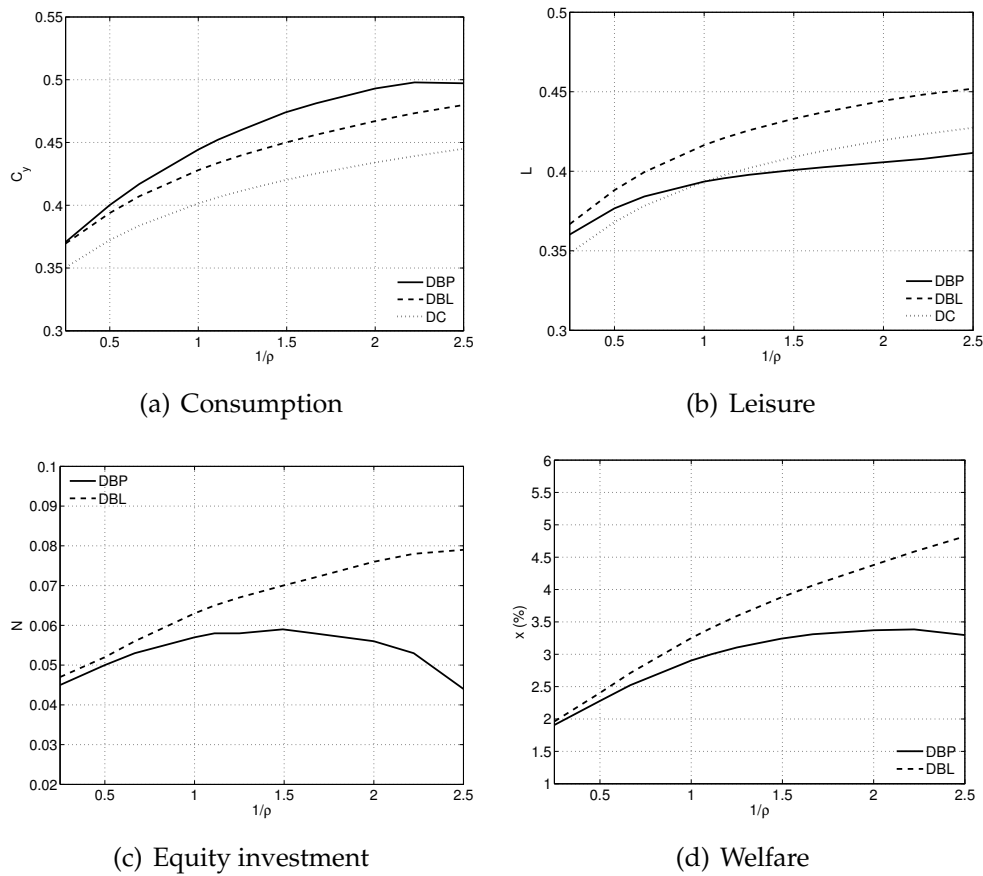 0.55
0.5
0.45
0.4
0.35
0.3
C_y
0.5 1 1.5 2 2.5
1/ρ
DBP
DBL
DC
(a) Consumption
0.5
0.45
0.4
0.35
0.3
L
0.5 1 1.5 2 2.5
1/ρ
DBP
DBL
DC
(b) Leisure
0.1
0.09
0.08
0.07
0.06
0.05
0.04
0.03
0.02
N
0.5 1 1.5 2 2.5
1/ρ
DBP
DBL
(c) Equity investment
6
5.5
5
4.5
4
3.5
3
2.5
2
1.5
1
x (%)
0.5 1 1.5 2 2.5
1/ρ
DBP
DBL
(d) Welfare